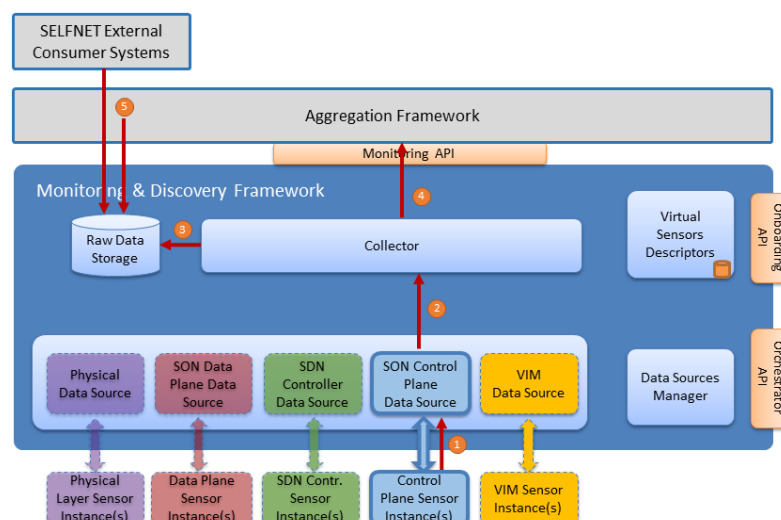 SELFNET External
Consumer Systems
5
Aggregation Framework
Monitoring API
Monitoring & Discovery Framework
4
Raw Data
Storage
3
Collector
Virtual
Sensors
Descriptors
Onboarding
API
2
Physical
Data Source
SON Data
Plane Data
Source
SDN
Controller
Data Source
SON Control
Plane
Data Source
VIM
Data Source
Data Sources
Manager
Orchestrator
API
1
Physical
Layer Sensor
Instance(s)
Data Plane
Sensor
Instance(s)
SDN Contr.
Sensor
Instance(s)
Control
Plane Sensor
Instance(s)
VIM Sensor
Instance(s)